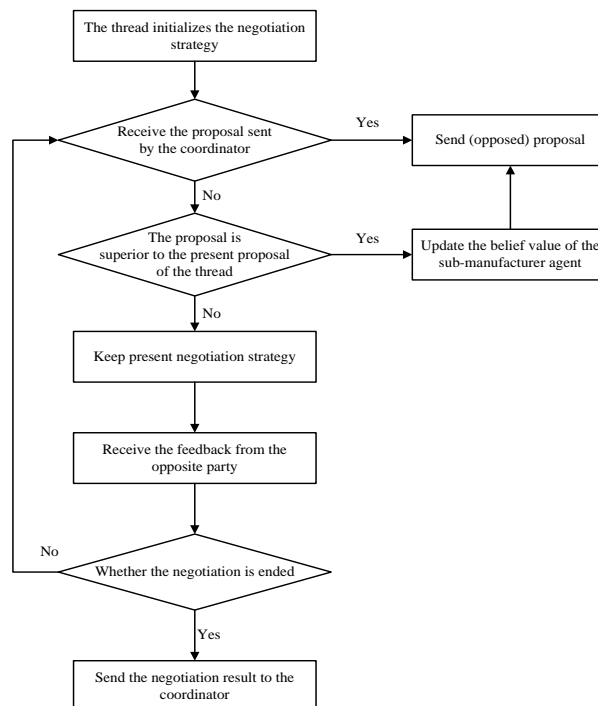 The thread initializes the negotiation
strategy
Receive the proposal sent
by the coordinator
Yes
Send (opposed) proposal
No
The proposal is
superior to the present proposal
of the thread
Yes
Update the belief value of the
sub-manufacturer agent
No
Keep present negotiation strategy
Receive the feedback from the
opposite party
No
Whether the negotiation is ended
Yes
Send the negotiation result to the
coordinator